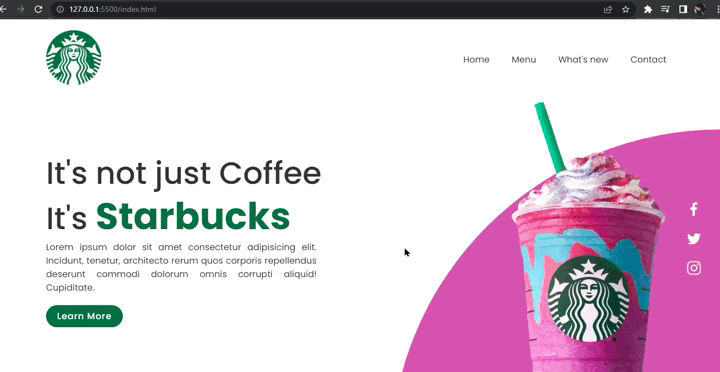 127.0.0.1:5500/index.html
Home Menu What's new Contact
It's not just Coffee
It's Starbucks
Lorem ipsum dolor sit amet consectetur adipisicing elit.
Incidunt, tenetur, architecto rerum quos corporis repellendus
deserunt commodi dolorum omnis corrupti aliquid!
Cupiditate.
Learn More